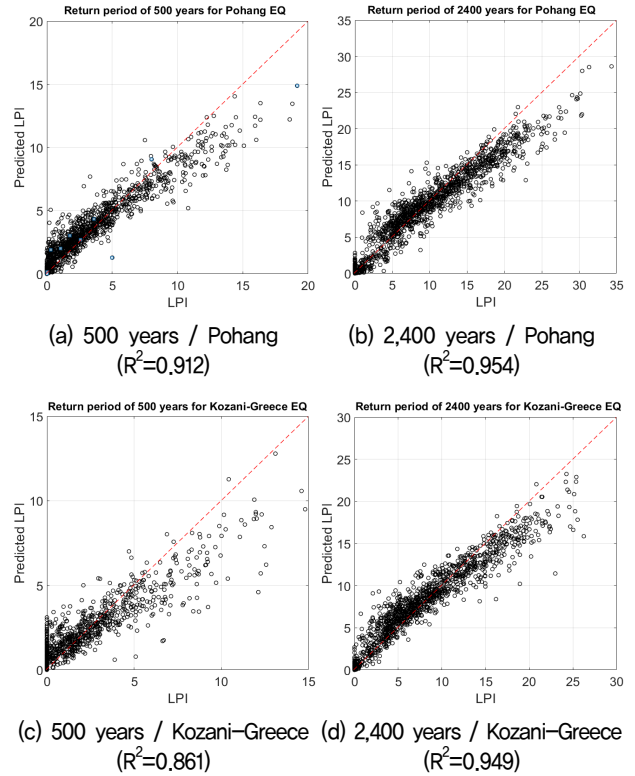 Return period of 500 years for Pohang EQ
20
15
10
5
0
Predicted LPI
0 5 10 15 20
LPI
(a) 500 years / Pohang
(R²=0.912)
Return period of 2400 years for Pohang EQ
35
30
25
20
15
10
5
0
Predicted LPI
0 5 10 15 20 25 30 35
LPI
(b) 2,400 years / Pohang
(R²=0.954)
Return period of 500 years for Kozani-Greece EQ
15
10
5
0
Predicted LPI
0 5 10 15
LPI
(c) 500 years / Kozani-Greece
(R²=0.861)
Return period of 2400 years for Kozani-Greece EQ
30
25
20
15
10
5
0
Predicted LPI
0 5 10 15 20 25 30
LPI
(d) 2,400 years / Kozani-Greece
(R²=0.949)